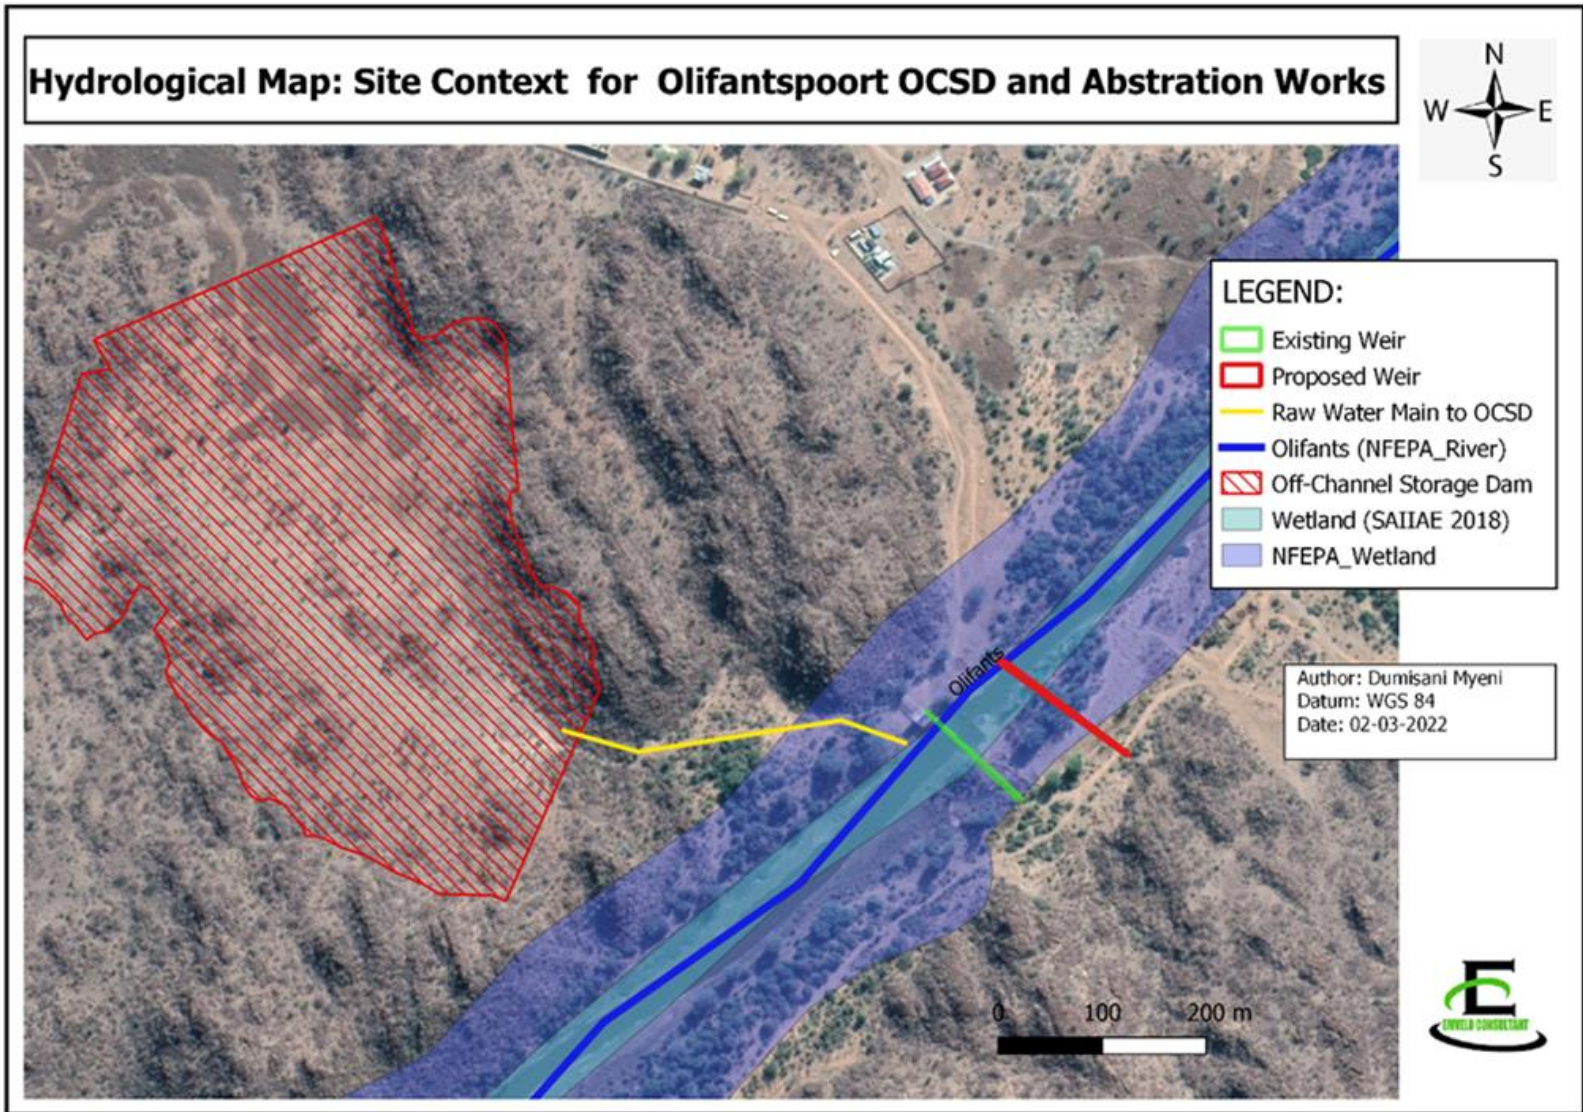 Hydrological Map: Site Context for Olifantspoort OCSD and Abstration Works
N
W E
S
LEGEND:
Existing Weir
Proposed Weir
Raw Water Main to OCSD
Olifants (NFEPA_River)
Off-Channel Storage Dam
Wetland (SAIIAE 2018)
NFEPA_Wetland
Olifants
Author: Dumisani Myeni
Datum: WGS 84
Date: 02-03-2022
0 100 200 m
E
ENVELD CONSULTANT